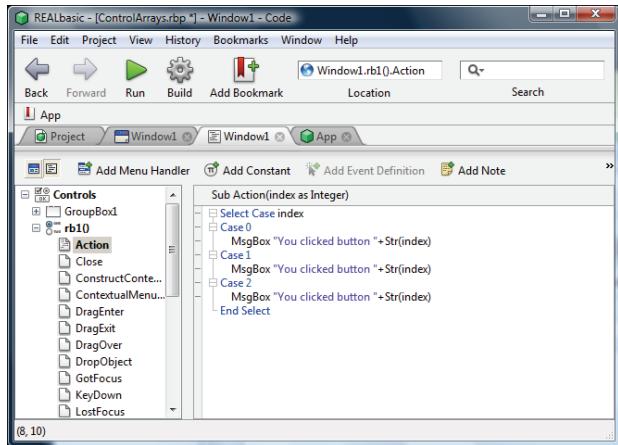 REALbasic - [ControlArrays.rbp *] - Window1 - Code
File Edit Project View History Bookmarks Window Help
Window1.rb1().Action
Back Forward Run Build Add Bookmark Location Search
App
Project Window1 Window1 App
Add Menu Handler Add Constant Add Event Definition Add Note »
Controls
GroupBox1
rb1()
Action
Close
ConstructConte...
ContextualMenu...
DragEnter
DragExit
DragOver
DropObject
GotFocus
KeyDown
LostFocus
Sub Action(index as Integer)
Select Case index
Case 0
MsgBox "You clicked button "+Str(index)
Case 1
MsgBox "You clicked button "+Str(index)
Case 2
MsgBox "You clicked button "+Str(index)
End Select
(8, 10)